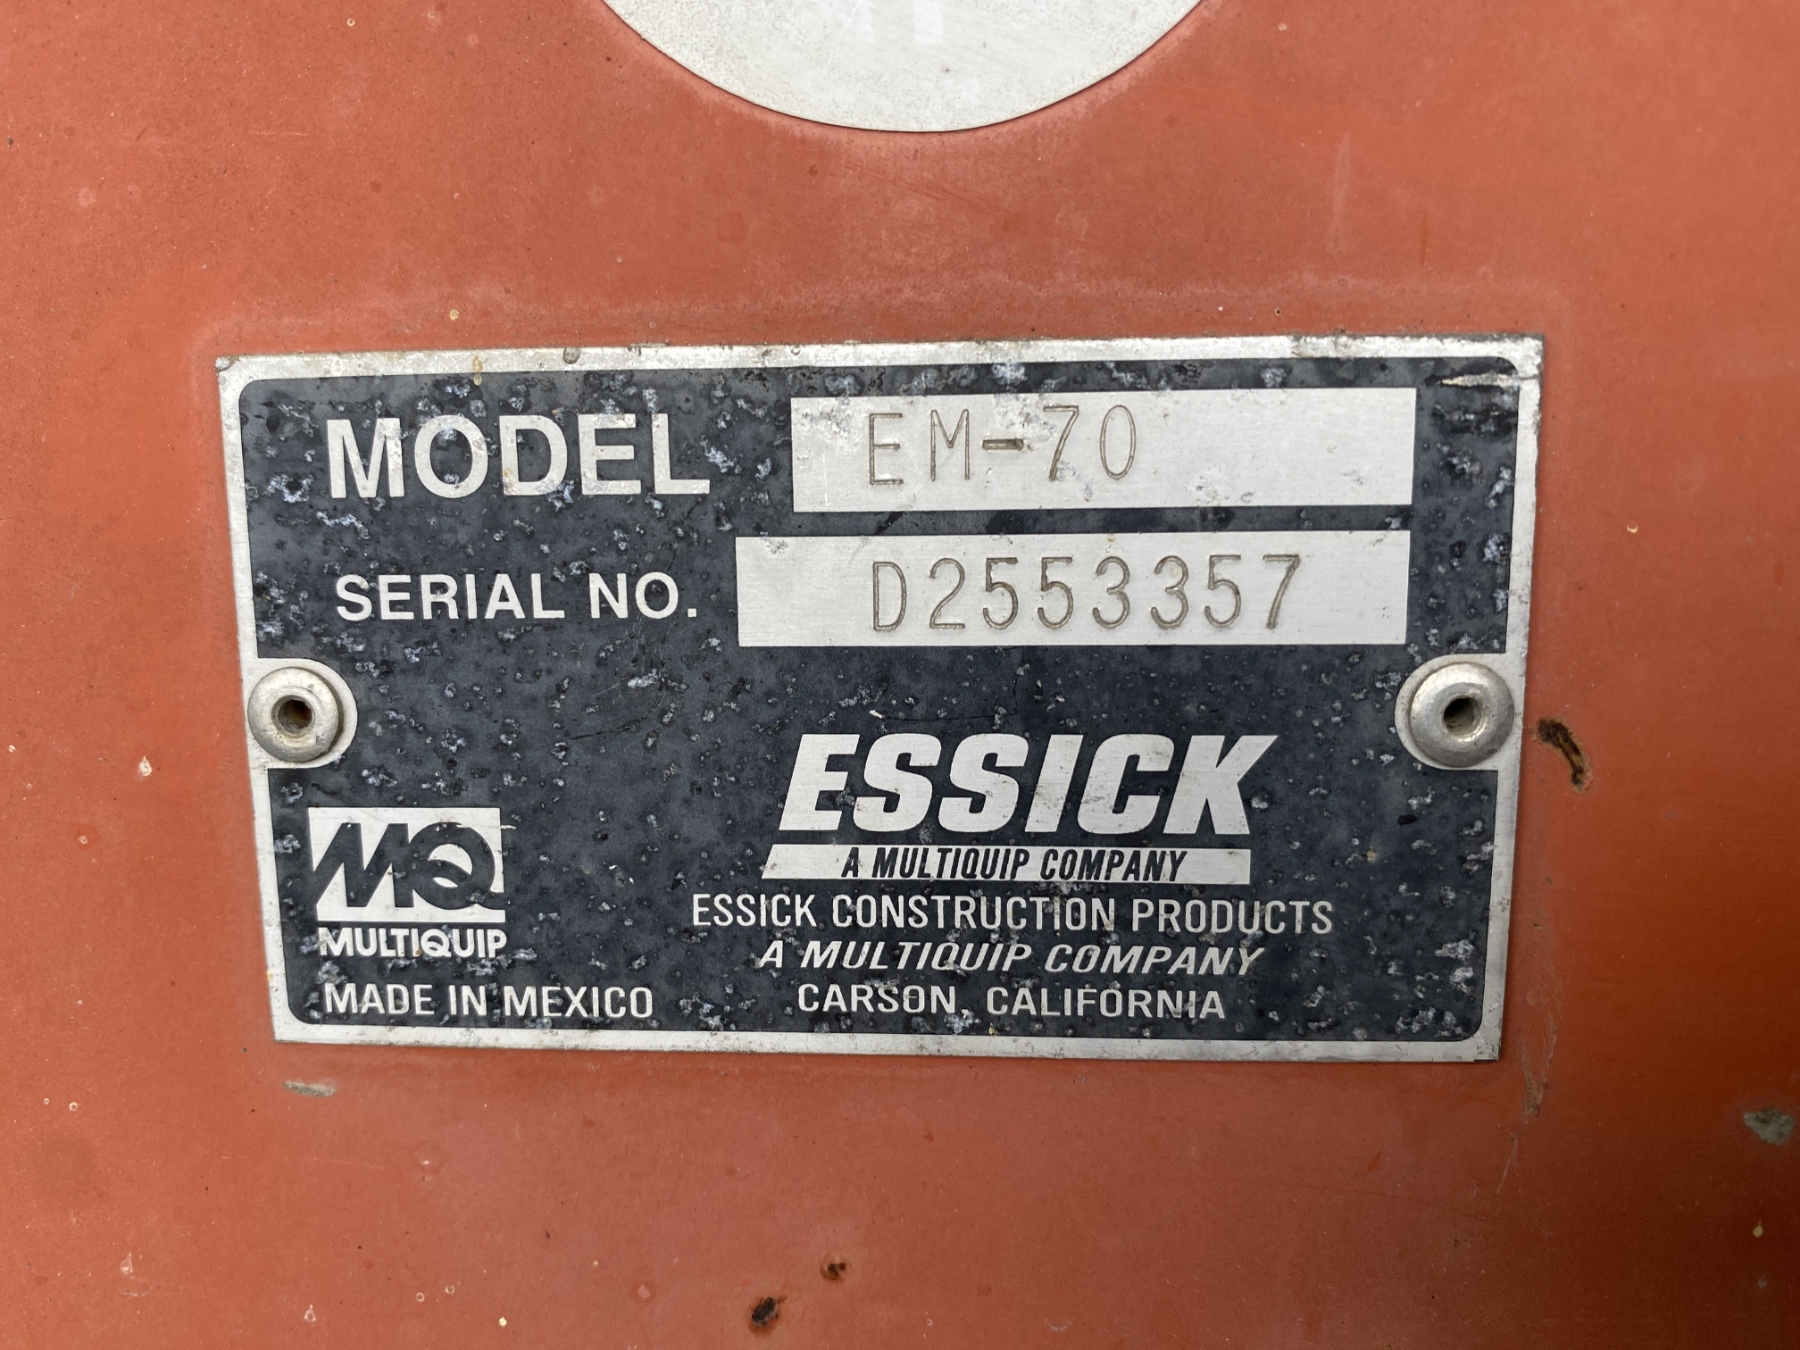 MODEL EM-70
SERIAL NO. D2553357
ESSICK
A MULTIQUIP COMPANY
ESSICK CONSTRUCTION PRODUCTS
A MULTIQUIP COMPANY
CARSON, CALIFORNIA
MQ
MULTIQUIP
MADE IN MEXICO